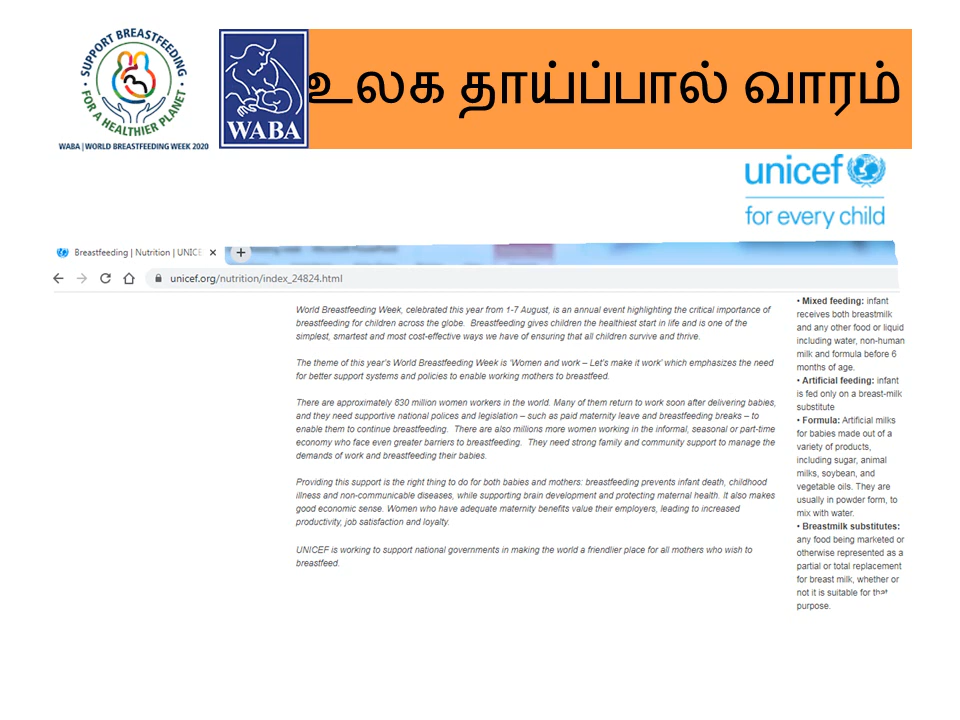 SUPPORT BREASTFEEDING
FOR A HEALTHIER PLANET
WABA | WORLD BREASTFEEDING WEEK 2020
WABA
உலக தாய்ப்பால் வாரம்
unicef
for every child
Breastfeeding | Nutrition | UNICE
unicef.org/nutrition/index_24824.html
World Breastfeeding Week, celebrated this year from 1-7 August, is an annual event highlighting the critical importance of
breastfeeding for children across the globe. Breastfeeding gives children the healthiest start in life and is one of the
simplest, smartest and most cost-effective ways we have of ensuring that all children survive and thrive.
The theme of this year's World Breastfeeding Week is 'Women and work – Let's make it work' which emphasizes the need
for better support systems and policies to enable working mothers to breastfeed.
There are approximately 830 million women workers in the world. Many of them return to work soon after delivering babies,
and they need supportive national polices and legislation – such as paid maternity leave and breastfeeding breaks – to
enable them to continue breastfeeding. There are also millions more women working in the informal, seasonal or part-time
economy who face even greater barriers to breastfeeding. They need strong family and community support to manage the
demands of work and breastfeeding their babies.
Providing this support is the right thing to do for both babies and mothers: breastfeeding prevents infant death, childhood
illness and non-communicable diseases, while supporting brain development and protecting maternal health. It also makes
good economic sense. Women who have adequate maternity benefits value their employers, leading to increased
productivity, job satisfaction and loyalty.
UNICEF is working to support national governments in making the world a friendlier place for all mothers who wish to
breastfeed.
• Mixed feeding: infant
receives both breastmilk
and any other food or liquid
including water, non-human
milk and formula before 6
months of age.
• Artificial feeding: infant
is fed only on a breast-milk
substitute
• Formula: Artificial milks
for babies made out of a
variety of products,
including sugar, animal
milks, soybean, and
vegetable oils. They are
usually in powder form, to
mix with water.
• Breastmilk substitutes:
any food being marketed or
otherwise represented as a
partial or total replacement
for breast milk, whether or
not it is suitable for that
purpose.